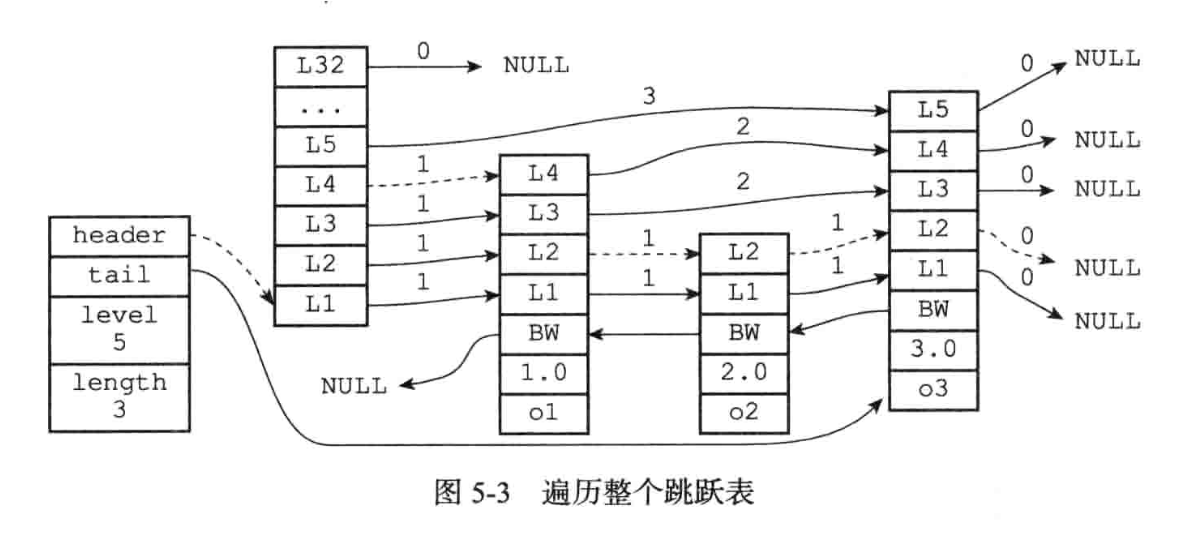 header
tail
level
5
length
3
L32
...
L5
L4
L3
L2
L1
0
NULL
3
1
1
1
1
L4
L3
L2
L1
BW
1.0
o1
NULL
2
2
1
1
L2
L1
BW
2.0
o2
1
1
L5
L4
L3
L2
L1
BW
3.0
o3
0
NULL
0
NULL
0
NULL
0
NULL
0
NULL
图 5-3 遍历整个跳跃表